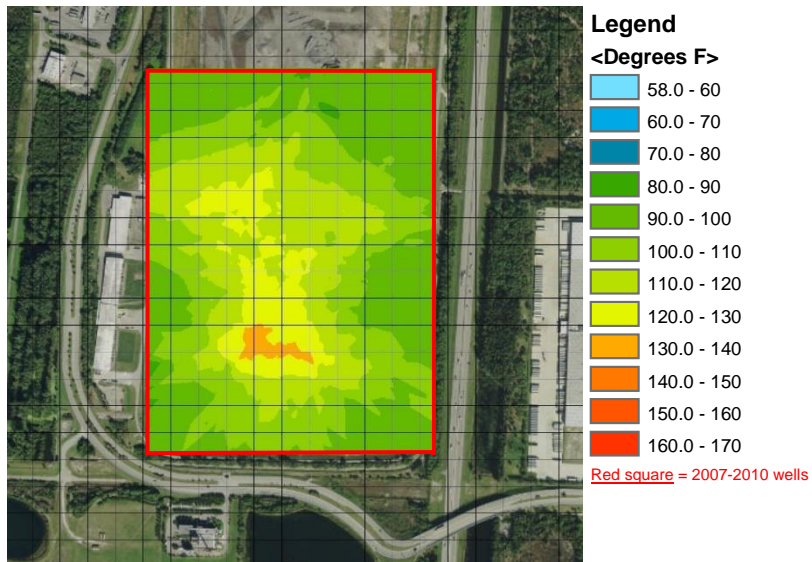 Legend
<Degrees F>
58.0 - 60
60.0 - 70
70.0 - 80
80.0 - 90
90.0 - 100
100.0 - 110
110.0 - 120
120.0 - 130
130.0 - 140
140.0 - 150
150.0 - 160
160.0 - 170
Red square = 2007-2010 wells